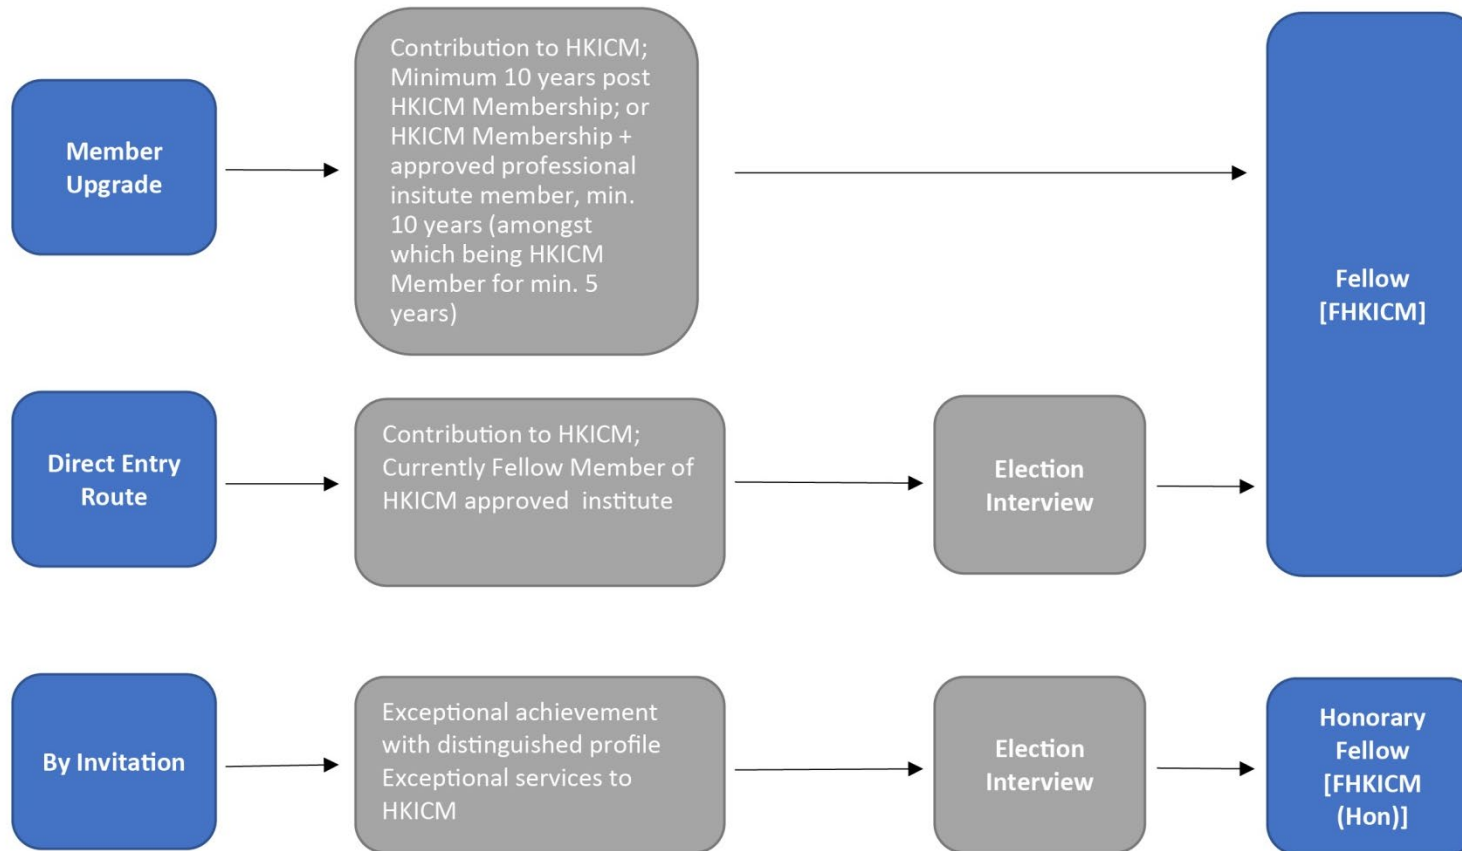 Member
Upgrade
Contribution to HKICM;
Minimum 10 years post
HKICM Membership; or
HKICM Membership +
approved professional
insitute member, min.
10 years (amongst
which being HKICM
Member for min. 5
years)
Fellow
[FHKICM]
Direct Entry
Route
Contribution to HKICM;
Currently Fellow Member of
HKICM approved  institute
Election
Interview
By Invitation
Exceptional achievement
with distinguished profile
Exceptional services to
HKICM
Election
Interview
Honorary
Fellow
[FHKICM
(Hon)]